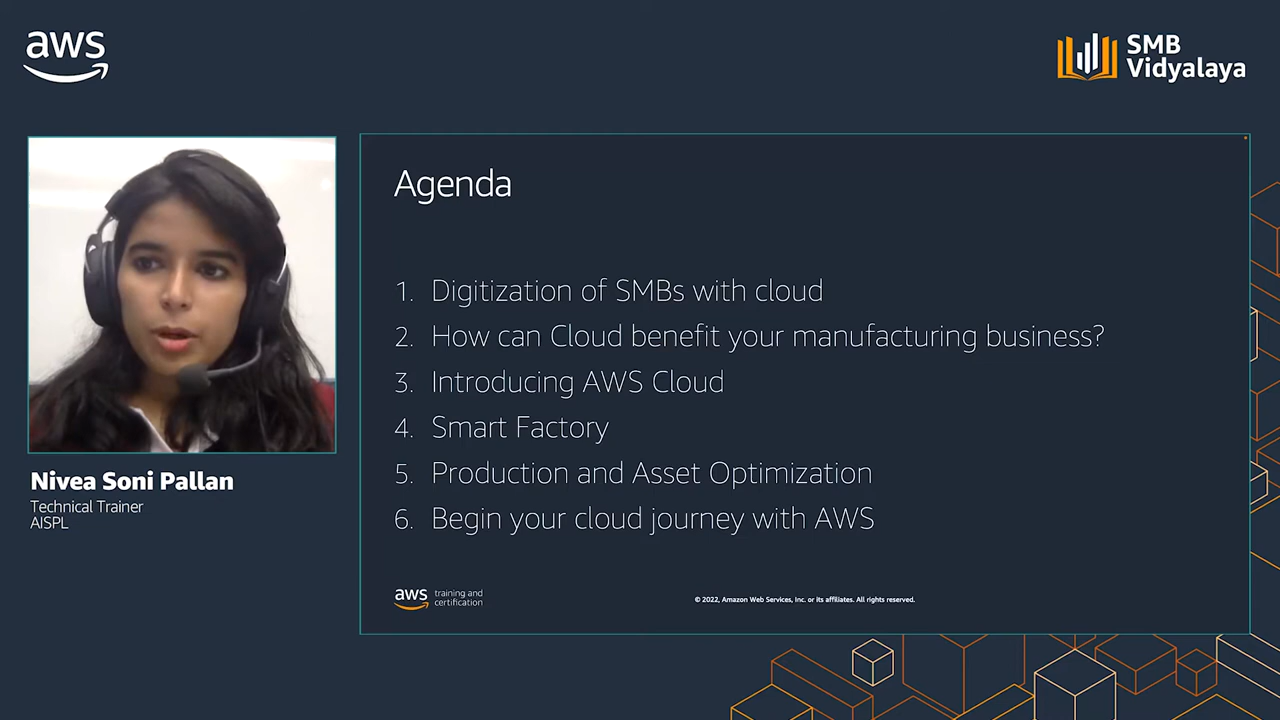 aws
SMB
Vidyalaya
Agenda
1. Digitization of SMBs with cloud
2. How can Cloud benefit your manufacturing business?
3. Introducing AWS Cloud
4. Smart Factory
5. Production and Asset Optimization
6. Begin your cloud journey with AWS
Nivea Soni Pallan
Technical Trainer
AISPL
aws training and
certification
© 2022, Amazon Web Services, Inc. or its affiliates. All rights reserved.